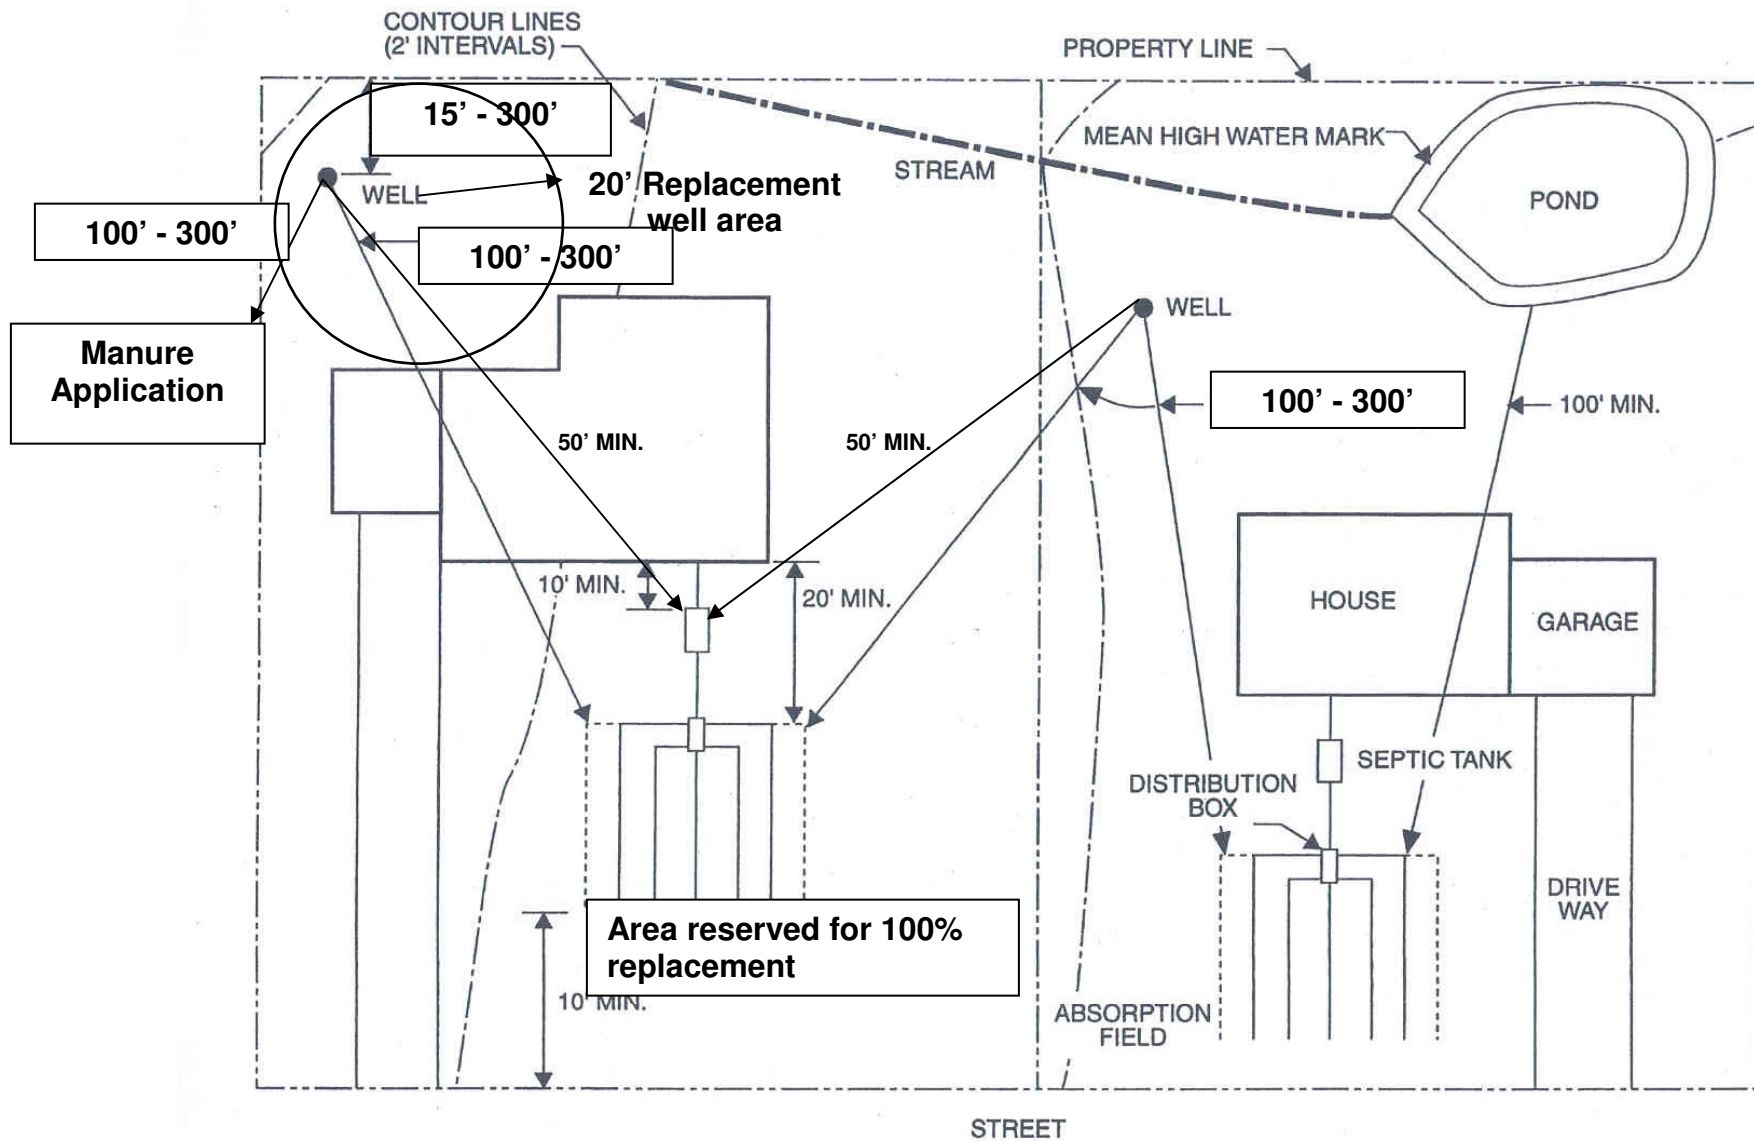 CONTOUR LINES
(2' INTERVALS)
PROPERTY LINE
15’ - 300’
MEAN HIGH WATER MARK
STREAM
WELL
20’ Replacement
well area
POND
100’ - 300’
100’ - 300’
WELL
Manure
Application
50’ MIN.
50’ MIN.
100’ - 300’
100' MIN.
10' MIN.
20' MIN.
HOUSE
GARAGE
SEPTIC TANK
DISTRIBUTION
BOX
DRIVE
WAY
Area reserved for 100%
replacement
10' MIN.
ABSORPTION
FIELD
STREET